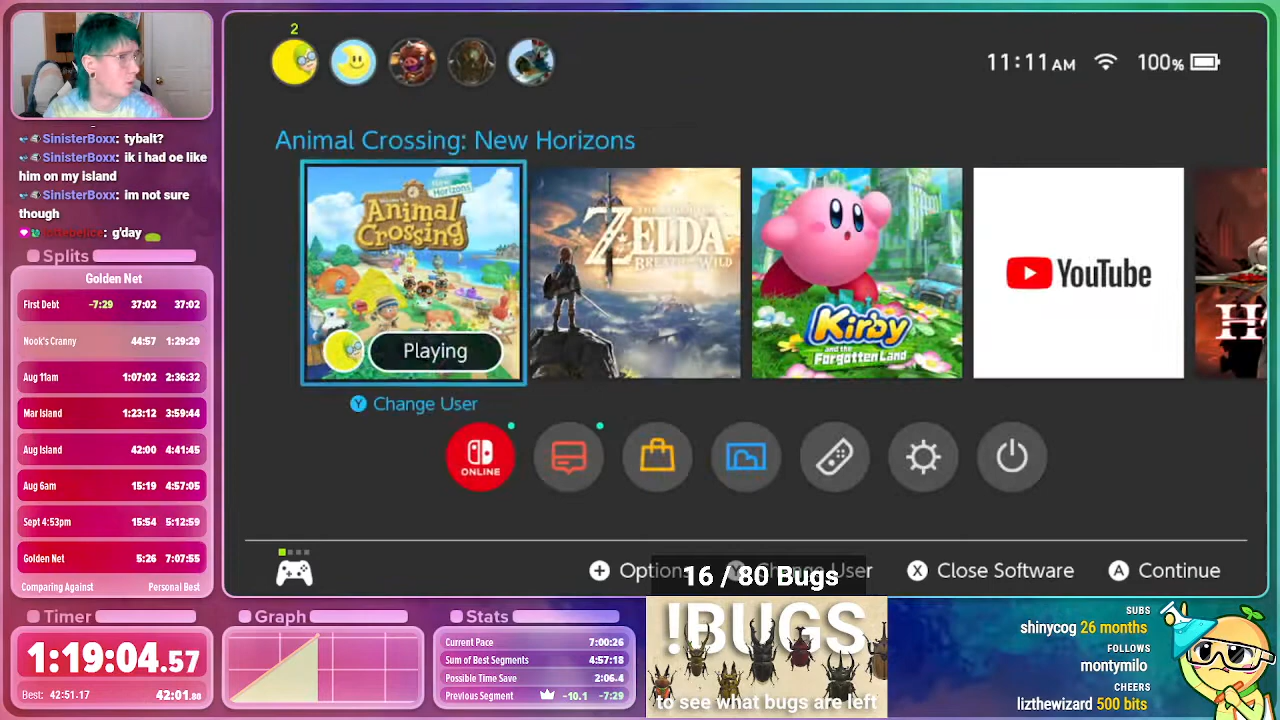 2
11:11 AM
100%
SinisterBoxx: tybalt?
SinisterBoxx: ik i had oe like
him on my island
SinisterBoxx: im not sure
though
g'day
Animal Crossing: New Horizons
New Horizons
Animal
Crossing
Playing
THE LEGEND OF
ZELDA
BREATH OF THE WILD
Kirby
and the
Forgotten Land
YouTube
H
Y Change User
ONLINE
Splits
Golden Net
First Debt -7:29 37:02 37:02
Nook's Cranny 44:57 1:29:29
Aug 11am 1:07:02 2:36:32
Mar Island 1:23:12 3:59:44
Aug Island 42:00 4:41:45
Aug 6am 15:19 4:57:05
Sept 4:53pm 15:54 5:12:59
Golden Net 5:26 7:07:55
Comparing Against Personal Best
+ Option Change User X Close Software A Continue
16 / 80 Bugs
Timer
1:19:04.57
Best: 42:51.17 42:01.88
Graph
Stats
Current Pace 7:00:26
Sum of Best Segments 4:57:18
Possible Time Save 2:06.4
Previous Segment -10.1 -7:29
!BUGS
to see what bugs are left
SUBS
shinycog 26 months
FOLLOWS
montymilo
CHEERS
lizthewizard 500 bits